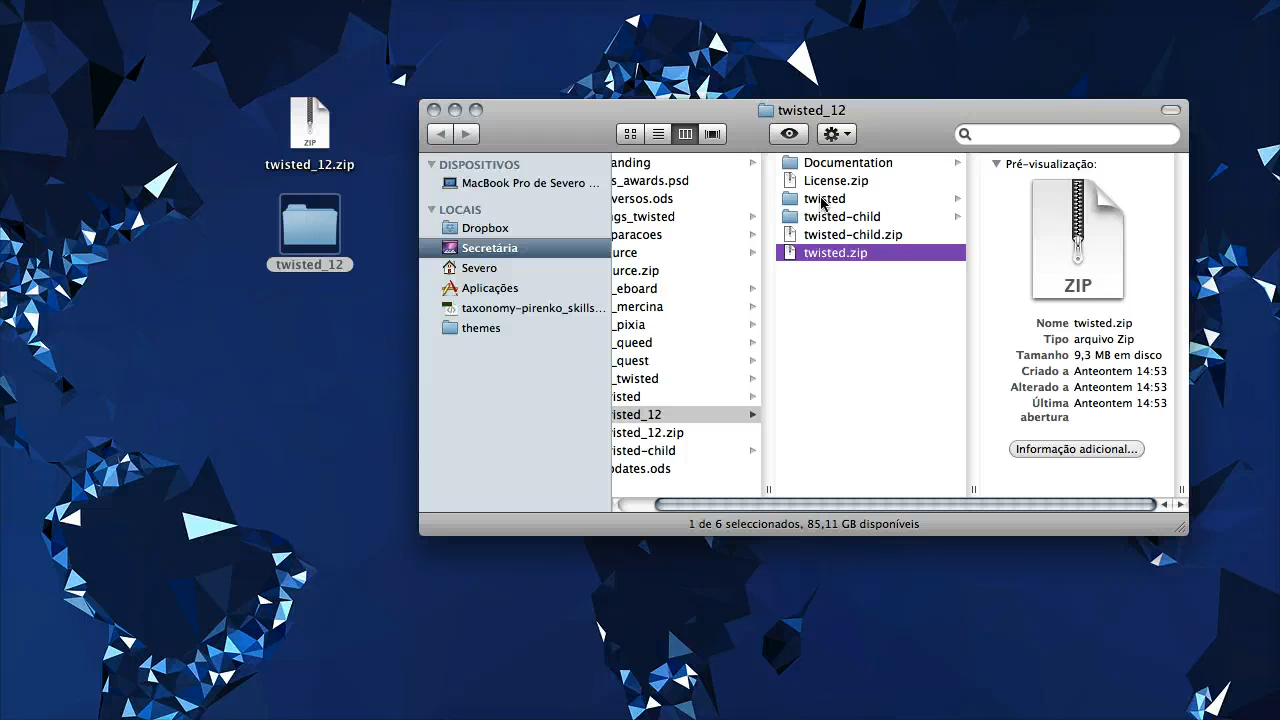 twisted_12
ZIP
twisted_12.zip
twisted_12
DISPOSITIVOS
MacBook Pro de Severo ...
LOCAIS
Dropbox
Secretária
Severo
Aplicações
taxonomy-pirenko_skills...
themes
anding
s_awards.psd
versos.ods
ngs_twisted
paracoes
urce
urce.zip
_eboard
_mercina
_pixia
_queed
_quest
_twisted
isted
isted_12
isted_12.zip
isted-child
pdates.ods
Documentation
License.zip
twisted
twisted-child
twisted-child.zip
twisted.zip
Pré-visualização:
ZIP
Nome twisted.zip
Tipo arquivo Zip
Tamanho 9,3 MB em disco
Criado a Anteontem 14:53
Alterado a Anteontem 14:53
Última abertura Anteontem 14:53
Informação adicional...
1 de 6 seleccionados, 85,11 GB disponíveis